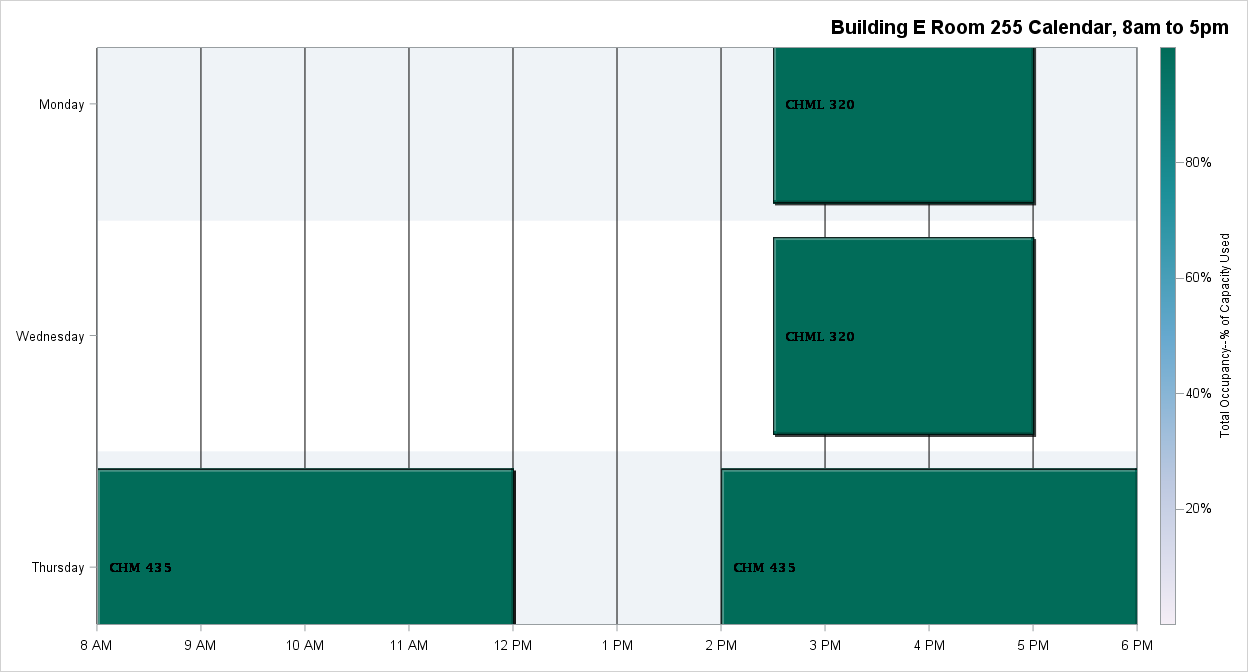 Building E Room 255 Calendar, 8am to 5pm
Monday
CHML 320
Wednesday
CHML 320
Thursday
CHM 435
CHM 435
8 AM
9 AM
10 AM
11 AM
12 PM
1 PM
2 PM
3 PM
4 PM
5 PM
6 PM
80%
60%
40%
20%
Total Occupancy--% of Capacity Used